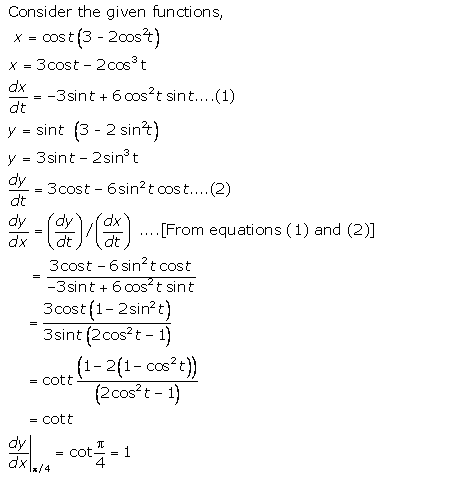 Consider the given functions,
x = cost(3 - 2cos²t)
x = 3cost − 2cos³t
dx/dt = −3sint + 6cos²t sint....(1)
y = sint (3 - 2 sin²t)
y = 3sint − 2sin³t
dy/dt = 3cost − 6sin²t cost....(2)
dy/dx = (dy/dt)/(dx/dt) ....[From equations (1) and (2)]
= (3cost − 6sin²t cost)/(−3sint + 6cos²t sint)
= 3cost(1− 2sin²t)/3sint(2cos²t − 1)
= cott (1− 2(1− cos²t))/(2cos²t − 1)
= cott
dy/dx|π/4 = cot π/4 = 1